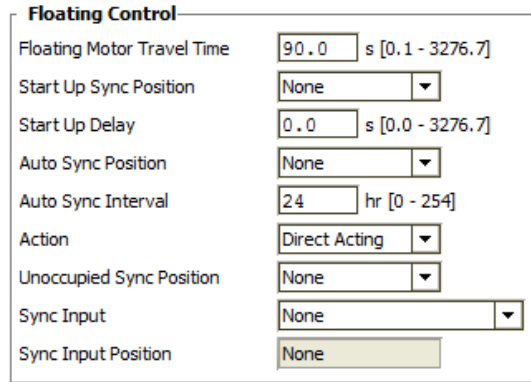 Floating Control
Floating Motor Travel Time 90.0 s [0.1 - 3276.7]
Start Up Sync Position None
Start Up Delay 0.0 s [0.0 - 3276.7]
Auto Sync Position None
Auto Sync Interval 24 hr [0 - 254]
Action Direct Acting
Unoccupied Sync Position None
Sync Input None
Sync Input Position None